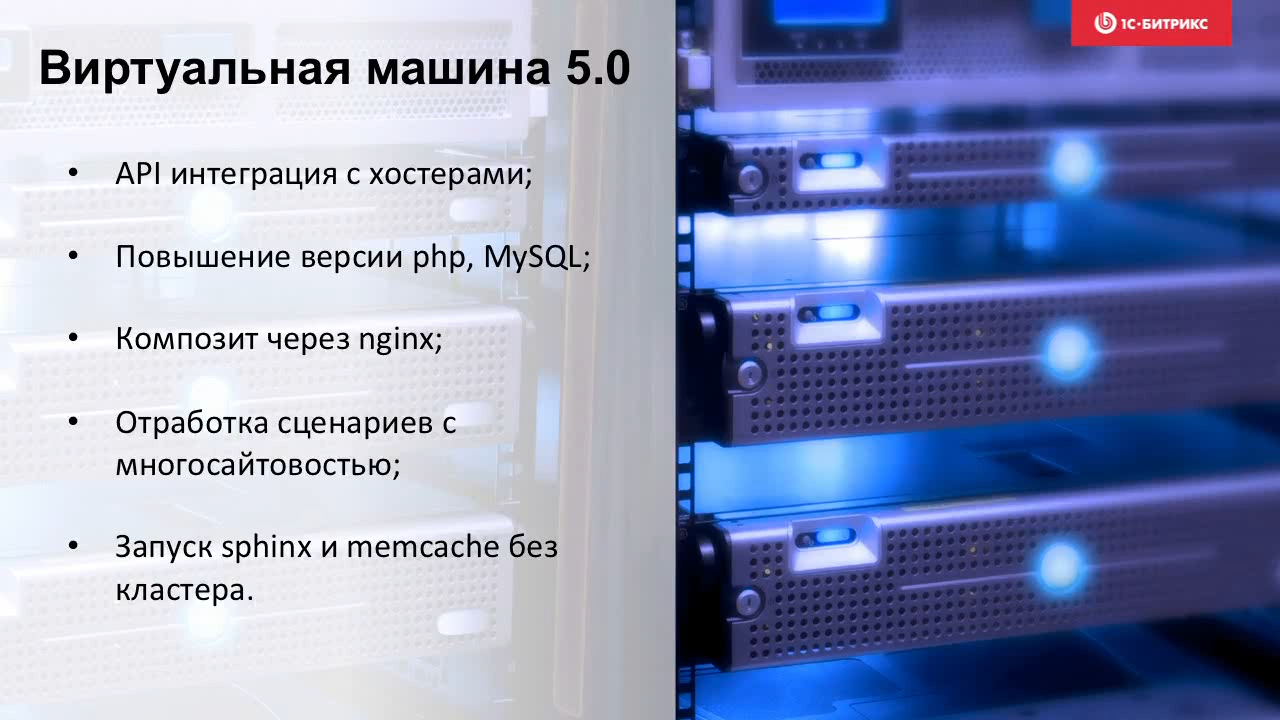 1С·БИТРИКС
Виртуальная машина 5.0
• API интеграция с хостерами;
• Повышение версии php, MySQL;
• Композит через nginx;
• Отработка сценариев с
многосайтовостью;
• Запуск sphinx и memcache без
кластера.